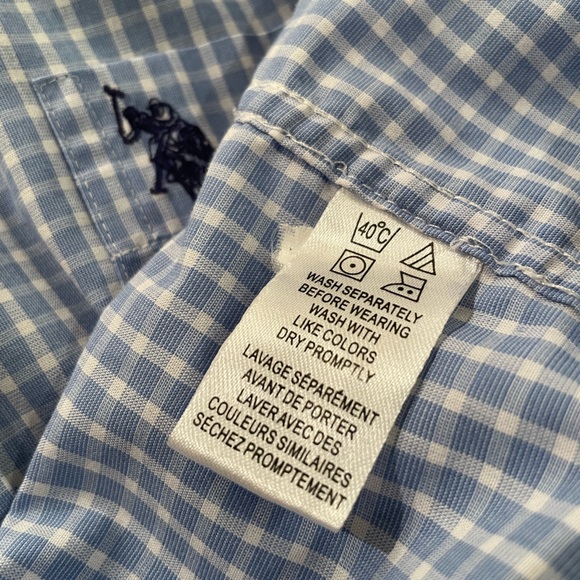 40°C
WASH SEPARATELY
BEFORE WEARING
WASH WITH
LIKE COLORS
DRY PROMPTLY
LAVAGE SÉPARÉMENT
AVANT DE PORTER
LAVER AVEC DES
COULEURS SIMILAIRES
SÉCHEZ PROMPTEMENT